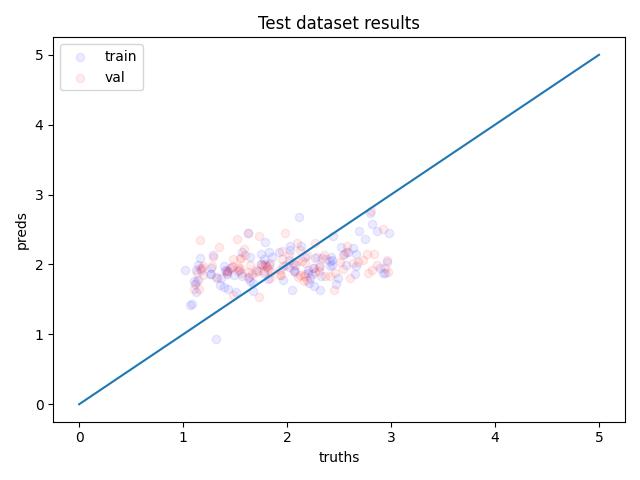 Test dataset results
train
val
5
4
3
2
1
0
preds
0 1 2 3 4 5
truths